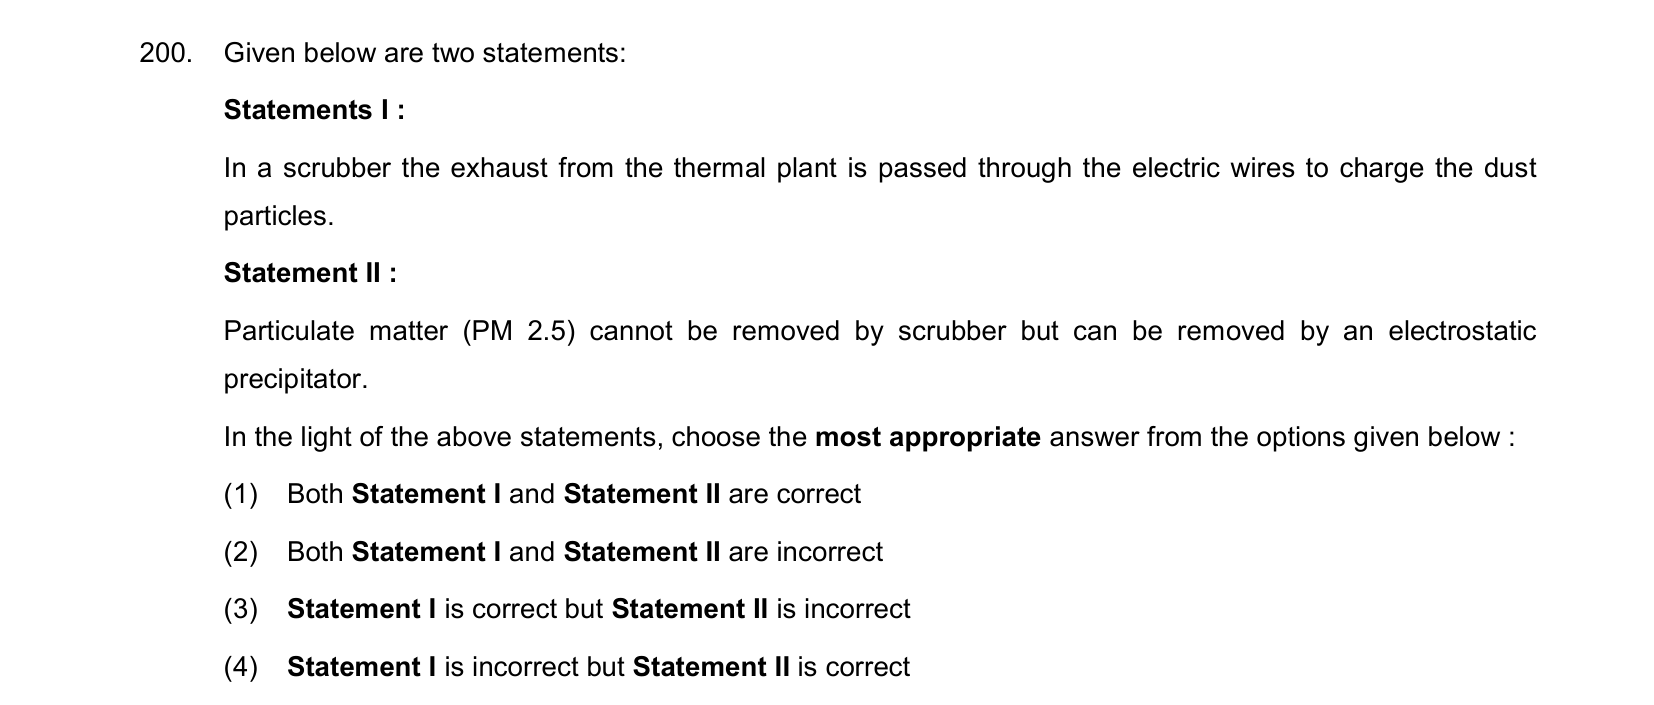 200. Given below are two statements:
Statements I :
In a scrubber the exhaust from the thermal plant is passed through the electric wires to charge the dust
particles.
Statement II :
Particulate matter (PM 2.5) cannot be removed by scrubber but can be removed by an electrostatic
precipitator.
In the light of the above statements, choose the most appropriate answer from the options given below :
(1) Both Statement I and Statement II are correct
(2) Both Statement I and Statement II are incorrect
(3) Statement I is correct but Statement II is incorrect
(4) Statement I is incorrect but Statement II is correct